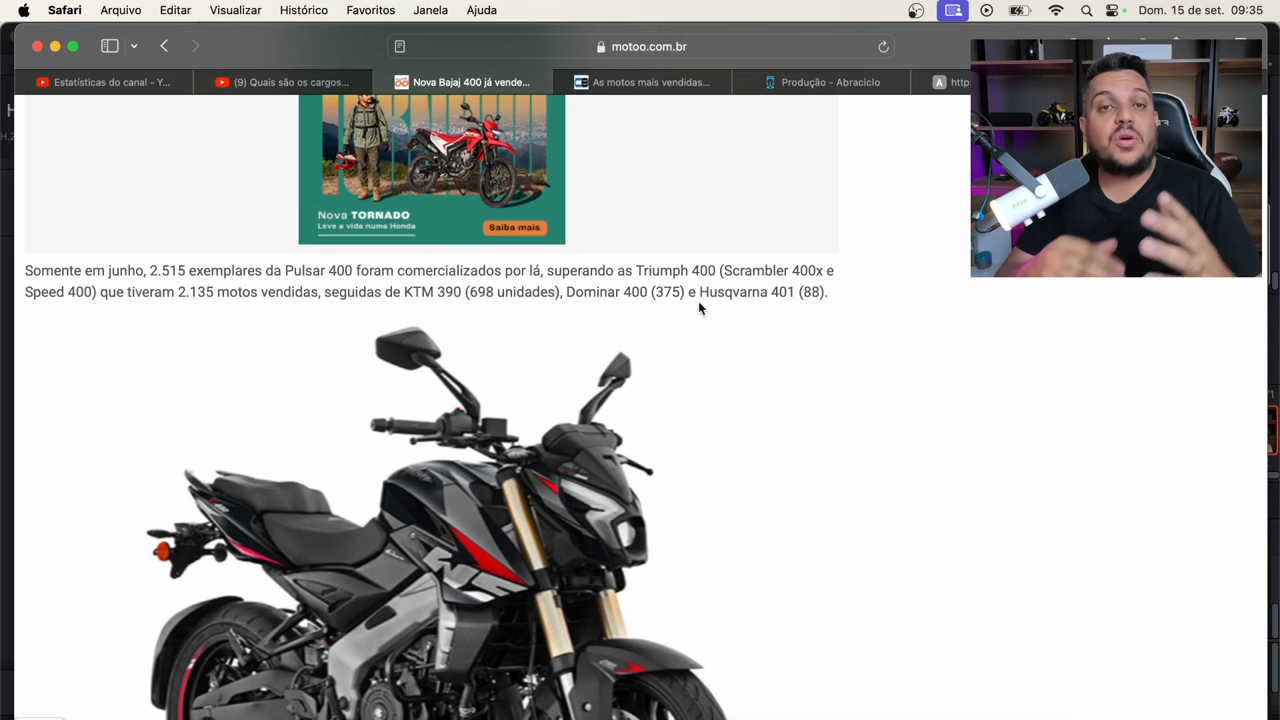 Safari Arquivo Editar Visualizar Histórico Favoritos Janela Ajuda
Dom. 15 de set. 09:35
motoo.com.br
Estatísticas do canal - Y...
(9) Quais são os cargos...
Nova Bajaj 400 já vende...
As motos mais vendidas...
Produção - Abraciclo
A http
Nova TORNADO
Leve a vida numa Honda
Saiba mais
Somente em junho, 2.515 exemplares da Pulsar 400 foram comercializados por lá, superando as Triumph 400 (Scrambler 400x e
Speed 400) que tiveram 2.135 motos vendidas, seguidas de KTM 390 (698 unidades), Dominar 400 (375) e Husqvarna 401 (88).
NS